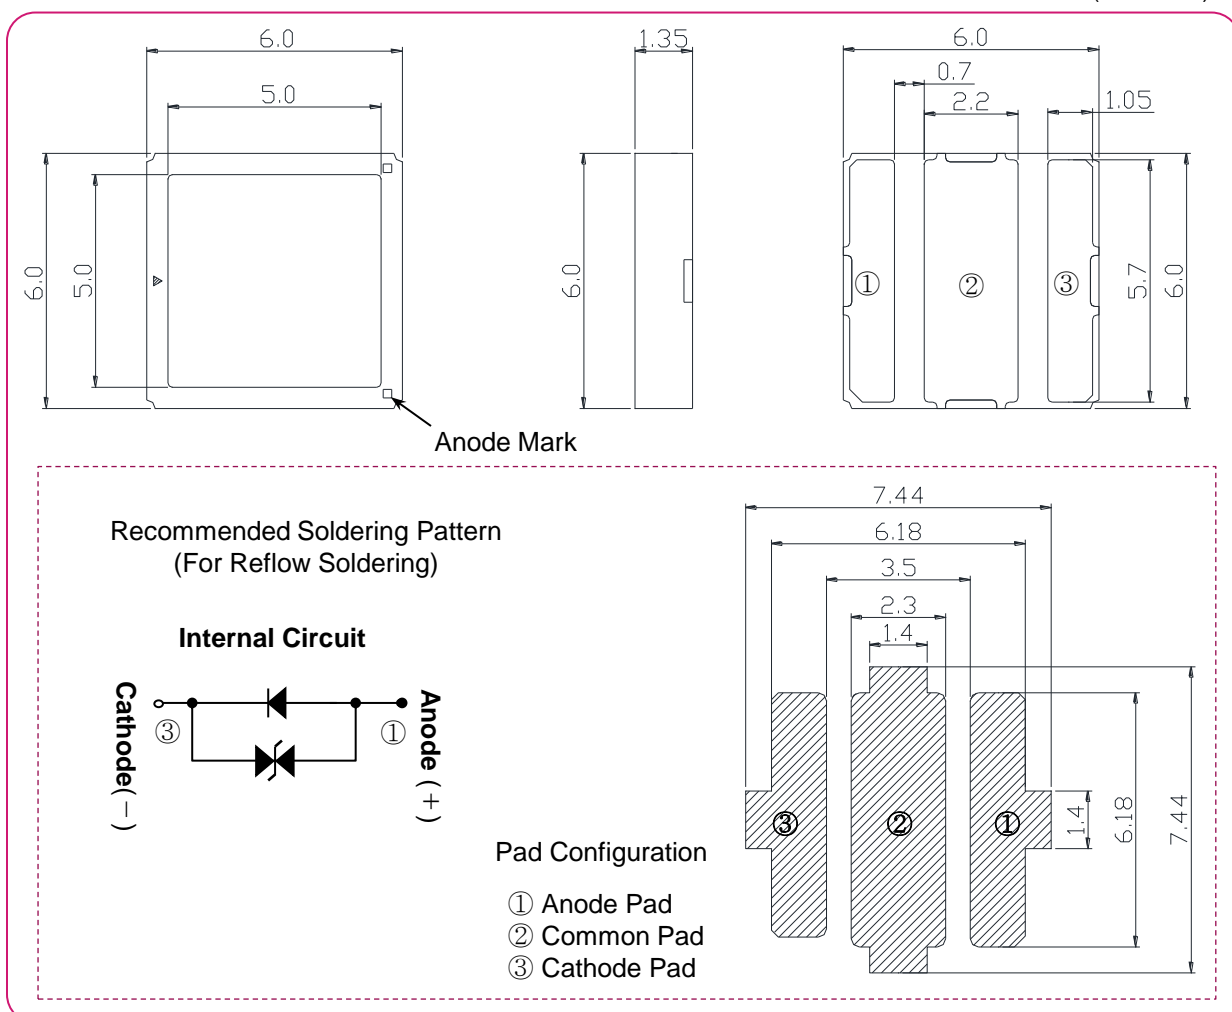 6.0
5.0
6.0
5.0
Anode Mark
1.35
6.0
6.0
0.7
2.2
1.05
①
②
③
5.7
6.0
Recommended Soldering Pattern
(For Reflow Soldering)
Internal Circuit
Cathode(－)
③
①
Anode (＋)
7.44
6.18
3.5
2.3
1.4
③
②
①
1.4
6.18
7.44
Pad Configuration
① Anode Pad
② Common Pad
③ Cathode Pad